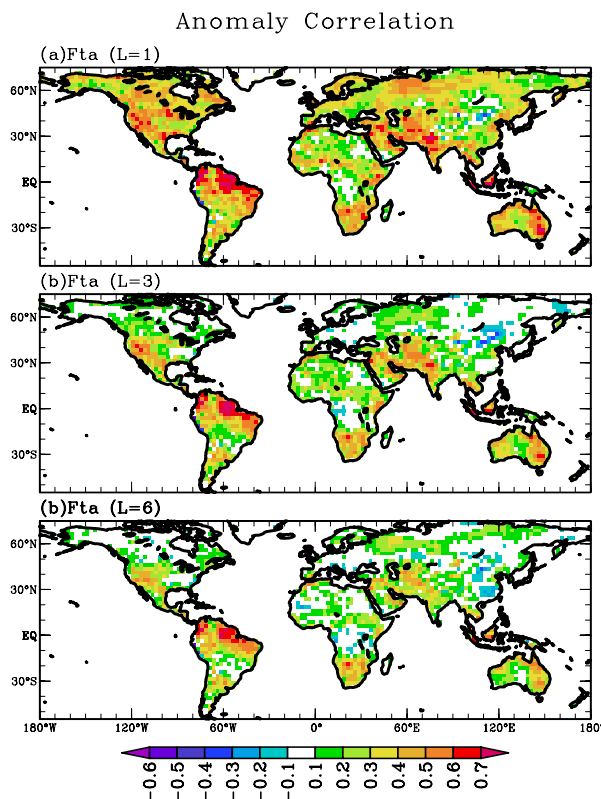 Anomaly Correlation
(a)Fta (L=1)
60°N
30°N
EQ
30°S
(b)Fta (L=3)
60°N
30°N
EQ
30°S
(b)Fta (L=6)
60°N
30°N
EQ
30°S
180°W 120°W 60°W 0° 60°E 120°E 180°
-0.6 -0.5 -0.4 -0.3 -0.2 -0.1 0.1 0.2 0.3 0.4 0.5 0.6 0.7